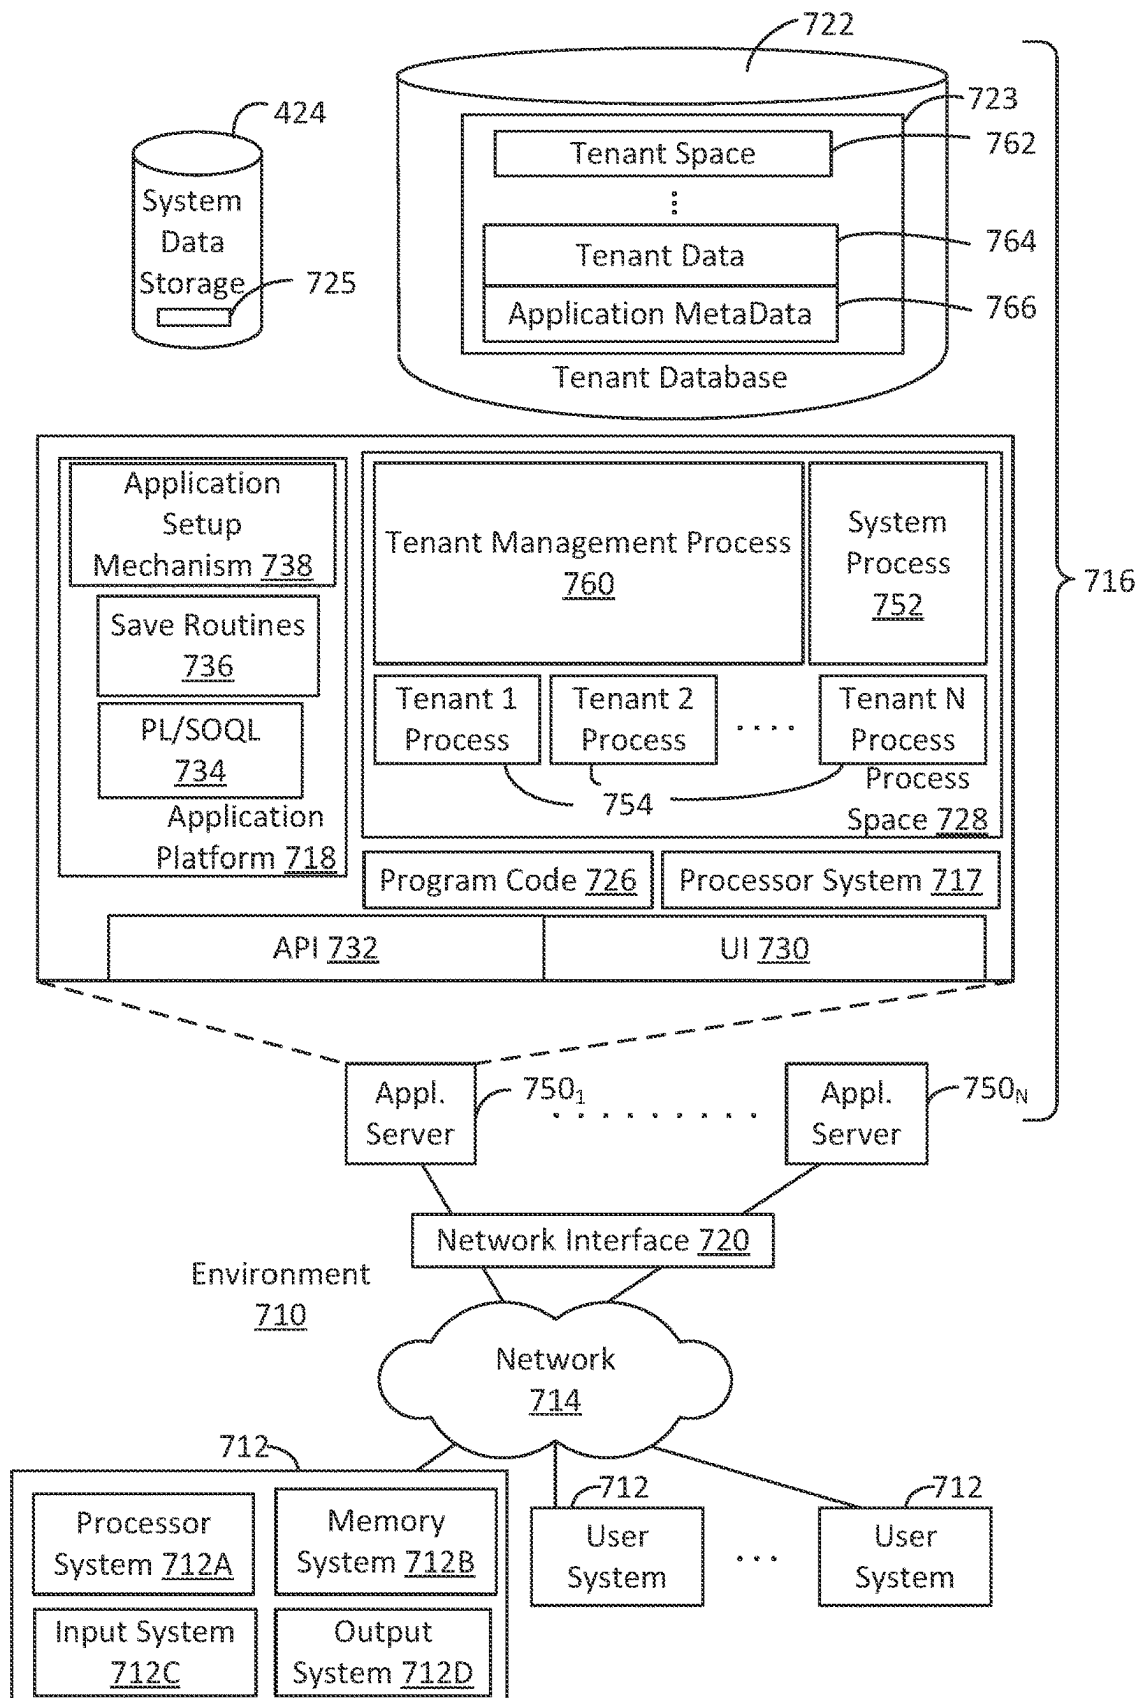 722
424
723
Tenant Space
762
System
Data
Storage
725
Tenant Data
764
Application MetaData
766
Tenant Database
Application
Setup
Mechanism 738
Save Routines
736
PL/SOQL
734
Application
Platform 718
Tenant Management Process
760
System
Process
752
Tenant 1
Process
Tenant 2
Process
. . . .
Tenant N
Process
754
Process
Space 728
716
Program Code 726
Processor System 717
API 732
UI 730
Appl.
Server
750₁
. . . . . . . . .
Appl.
Server
750N
Network Interface 720
Environment
710
Network
714
712
Processor
System 712A
Memory
System 712B
Input System
712C
Output
System 712D
712
User
System
. . .
712
User
System